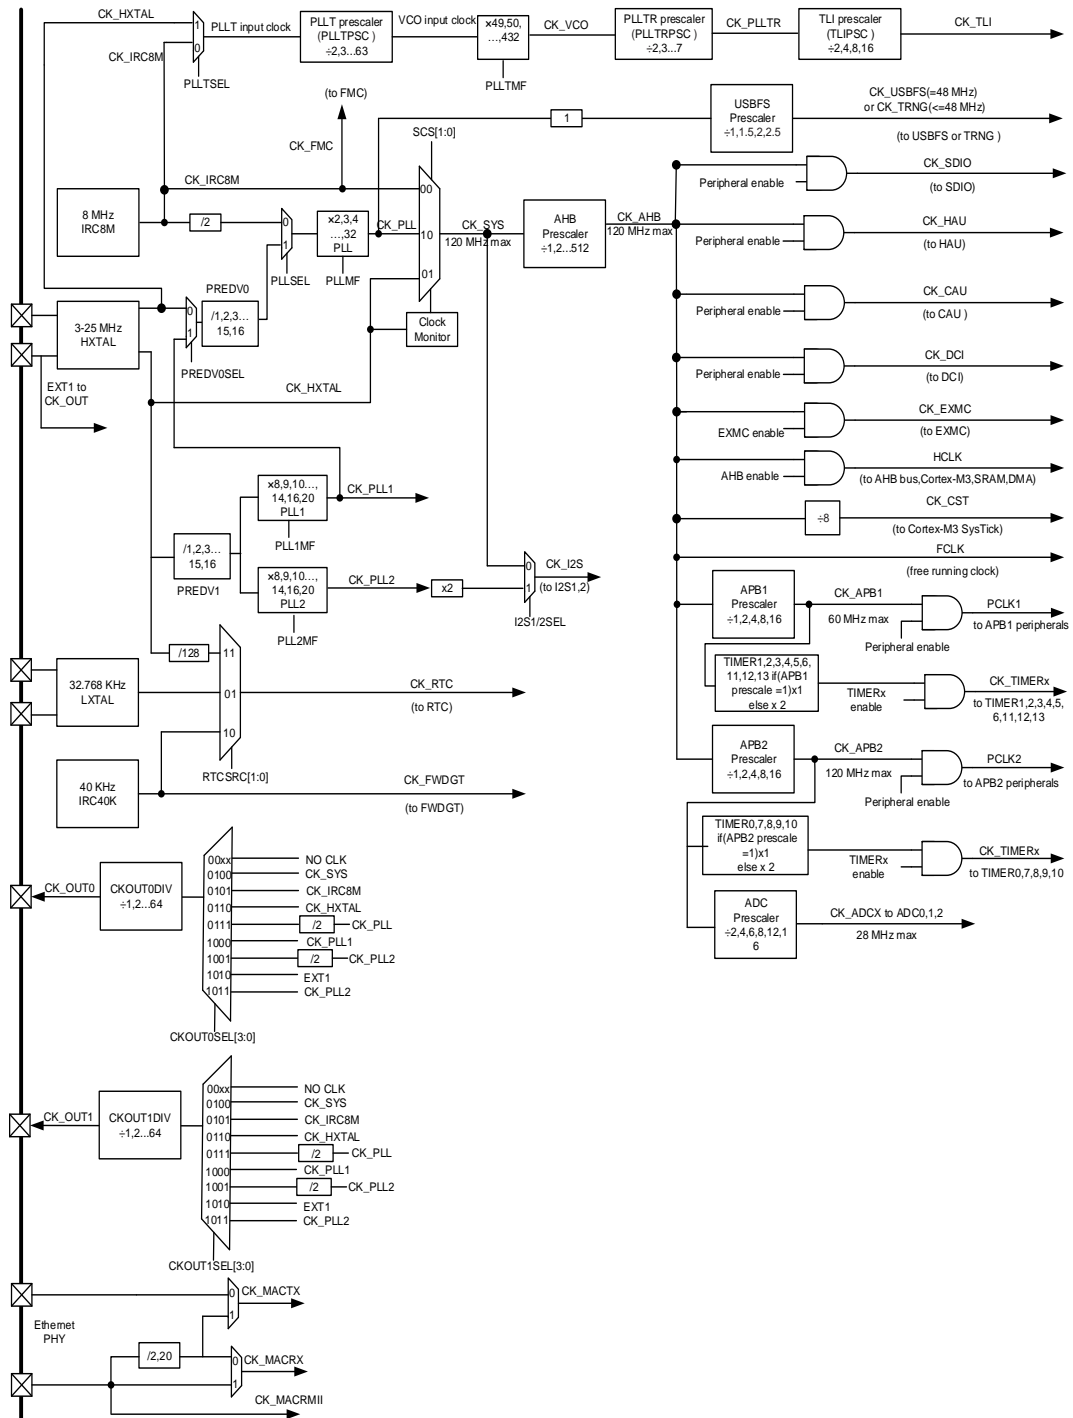 CK_HXTAL
CK_IRC8M
1
0
PLLTSEL
PLLT input clock
PLLT prescaler
(PLLTPSC )
÷2,3...63
VCO input clock
×49,50,
...,432
PLLTMF
CK_VCO
PLLTR prescaler
(PLLTRPSC )
÷2,3...7
CK_PLLTR
TLI prescaler
(TLIPSC )
÷2,4,8,16
CK_TLI
(to FMC)
CK_FMC
SCS[1:0]
1
USBFS
Prescaler
÷1,1.5,2,2.5
CK_USBFS(=48 MHz)
or CK_TRNG(<=48 MHz)
(to USBFS or TRNG )
8 MHz
IRC8M
CK_IRC8M
/2
0
1
PLLSEL
×2,3,4
...,32
PLL
PLLMF
CK_PLL
00
10
01
CK_SYS
120 MHz max
AHB
Prescaler
÷1,2...512
CK_AHB
120 MHz max
Clock
Monitor
3-25 MHz
HXTAL
0
1
PREDV0SEL
PREDV0
/1,2,3...
15,16
EXT1 to
CK_OUT
CK_HXTAL
Peripheral enable
CK_SDIO
(to SDIO)
Peripheral enable
CK_HAU
(to HAU)
Peripheral enable
CK_CAU
(to CAU )
Peripheral enable
CK_DCI
(to DCI)
EXMC enable
CK_EXMC
(to EXMC)
AHB enable
HCLK
(to AHB bus,Cortex-M3,SRAM,DMA)
÷8
CK_CST
(to Cortex-M3 SysTick)
FCLK
(free running clock)
/1,2,3...
15,16
PREDV1
×8,9,10...,
14,16,20
PLL1
PLL1MF
CK_PLL1
×8,9,10...,
14,16,20
PLL2
PLL2MF
CK_PLL2
x2
0
1
I2S1/2SEL
CK_I2S
(to I2S1,2)
APB1
Prescaler
÷1,2,4,8,16
CK_APB1
60 MHz max
Peripheral enable
PCLK1
to APB1 peripherals
TIMER1,2,3,4,5,6,
11,12,13 if(APB1
prescale =1)x1
else x 2
TIMERx
enable
CK_TIMERx
to TIMER1,2,3,4,5,
6,11,12,13
APB2
Prescaler
÷1,2,4,8,16
CK_APB2
120 MHz max
Peripheral enable
PCLK2
to APB2 peripherals
TIMER0,7,8,9,10
if(APB2 prescale
=1)x1
else x 2
TIMERx
enable
CK_TIMERx
to TIMER0,7,8,9,10
ADC
Prescaler
÷2,4,6,8,12,1
6
CK_ADCX to ADC0,1,2
28 MHz max
/128
11
01
10
RTCSRC[1:0]
32.768 KHz
LXTAL
CK_RTC
(to RTC)
40 KHz
IRC40K
CK_FWDGT
(to FWDGT)
CK_OUT0
CKOUT0DIV
÷1,2...64
00xx NO CLK
0100 CK_SYS
0101 CK_IRC8M
0110 CK_HXTAL
0111 /2 CK_PLL
1000 CK_PLL1
1001 /2 CK_PLL2
1010 EXT1
1011 CK_PLL2
CKOUT0SEL[3:0]
CK_OUT1
CKOUT1DIV
÷1,2...64
00xx NO CLK
0100 CK_SYS
0101 CK_IRC8M
0110 CK_HXTAL
0111 /2 CK_PLL
1000 CK_PLL1
1001 /2 CK_PLL2
1010 EXT1
1011 CK_PLL2
CKOUT1SEL[3:0]
Ethernet
PHY
0
1
CK_MACTX
/2,20
0
1
CK_MACRX
CK_MACRMII